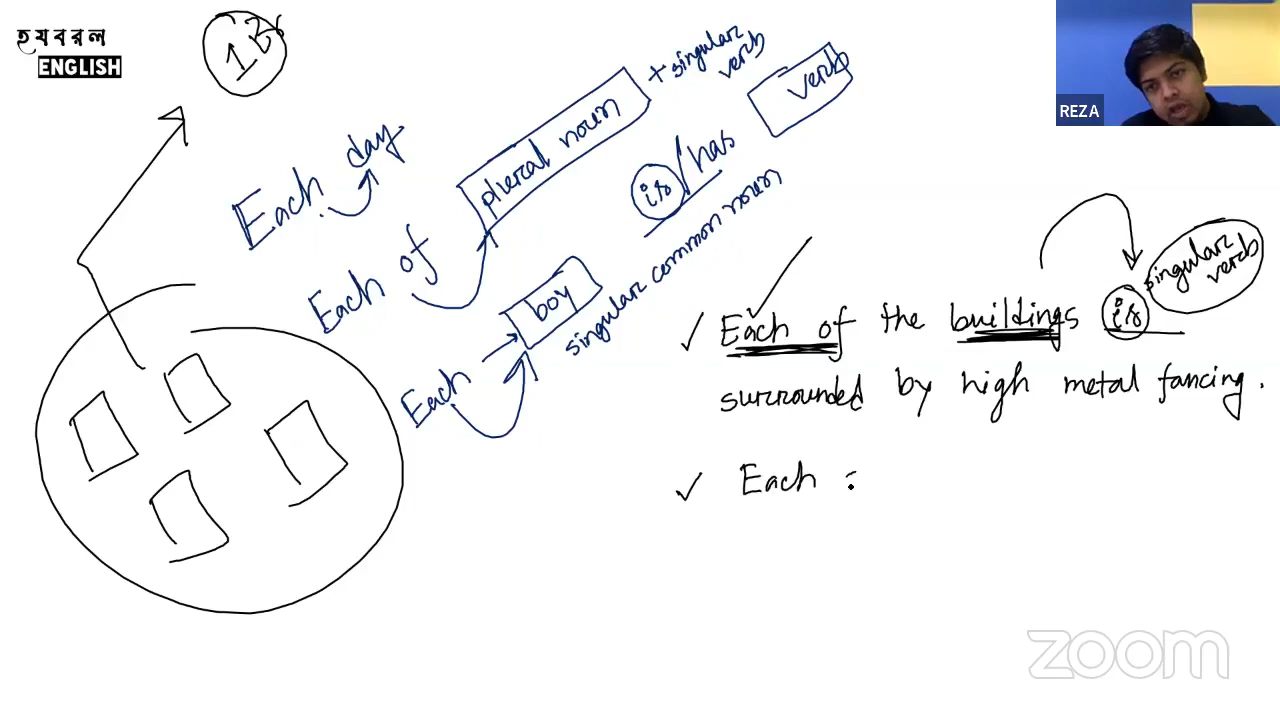 হযবরল
ENGLISH
Each day
Each of plural noun + singular verb
is/has verb
Each boy
singular common noun
REZA
✓ Each of the buildings is
singular verb
surrounded by high metal fancing.
✓ Each :
zoom